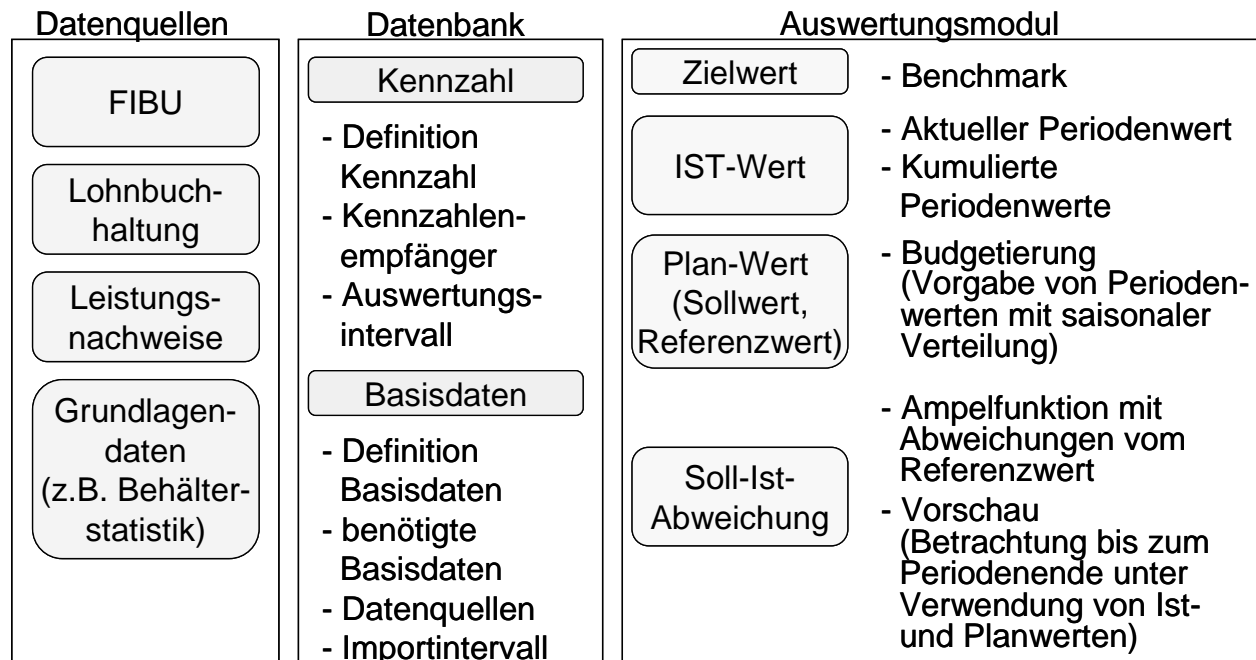 Datenquellen
FIBU
Lohnbuch-
haltung
Leistungs-
nachweise
Grundlagen-
daten
(z.B. Behälter-
statistik)
Datenbank
Kennzahl
- Definition
Kennzahl
- Kennzahlen-
empfänger
- Auswertungs-
intervall
Basisdaten
- Definition
Basisdaten
- benötigte
Basisdaten
- Datenquellen
- Importintervall
Auswertungsmodul
Zielwert
- Benchmark
IST-Wert
- Aktueller Periodenwert
- Kumulierte
Periodenwerte
Plan-Wert
(Sollwert,
Referenzwert)
- Budgetierung
(Vorgabe von Perioden-
werten mit saisonaler
Verteilung)
Soll-Ist-
Abweichung
- Ampelfunktion mit
Abweichungen vom
Referenzwert
- Vorschau
(Betrachtung bis zum
Periodenende unter
Verwendung von Ist-
und Planwerten)